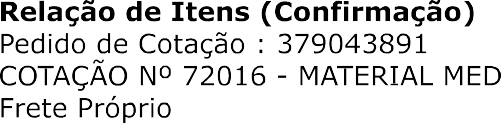 Relação de Itens (Confirmação)
Pedido de Cotação : 379043891
COTAÇÃO Nº 72016 - MATERIAL MED
Frete Próprio